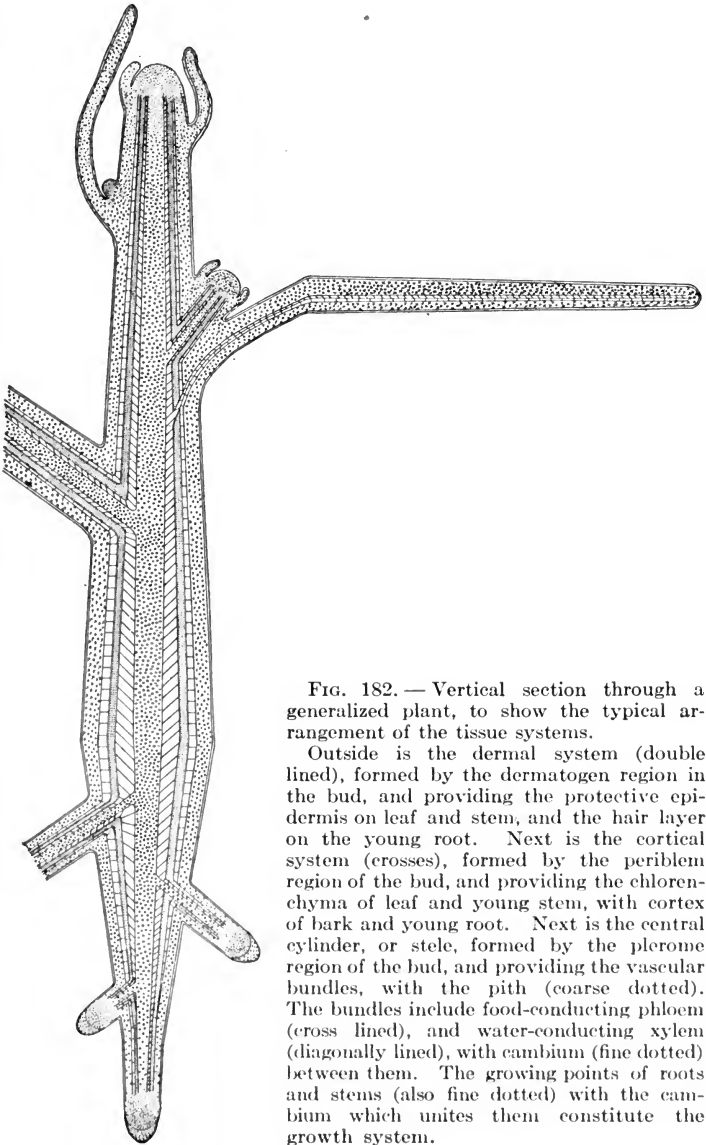 FIG. 182. — Vertical section through a
generalized plant, to show the typical ar-
rangement of the tissue systems.
Outside is the dermal system (double
lined), formed by the dermatogen region in
the bud, and providing the protective epi-
dermis on leaf and stem, and the hair layer
on the young root. Next is the cortical
system (crosses), formed by the periblem
region of the bud, and providing the chloren-
chyma of leaf and young stem, with cortex
of bark and young root. Next is the central
cylinder, or stele, formed by the plerome
region of the bud, and providing the vascular
bundles, with the pith (coarse dotted).
The bundles include food-conducting phloem
(cross lined), and water-conducting xylem
(diagonally lined), with cambium (fine dotted)
between them. The growing points of roots
and stems (also fine dotted) with the cam-
bium which unites them constitute the
growth system.